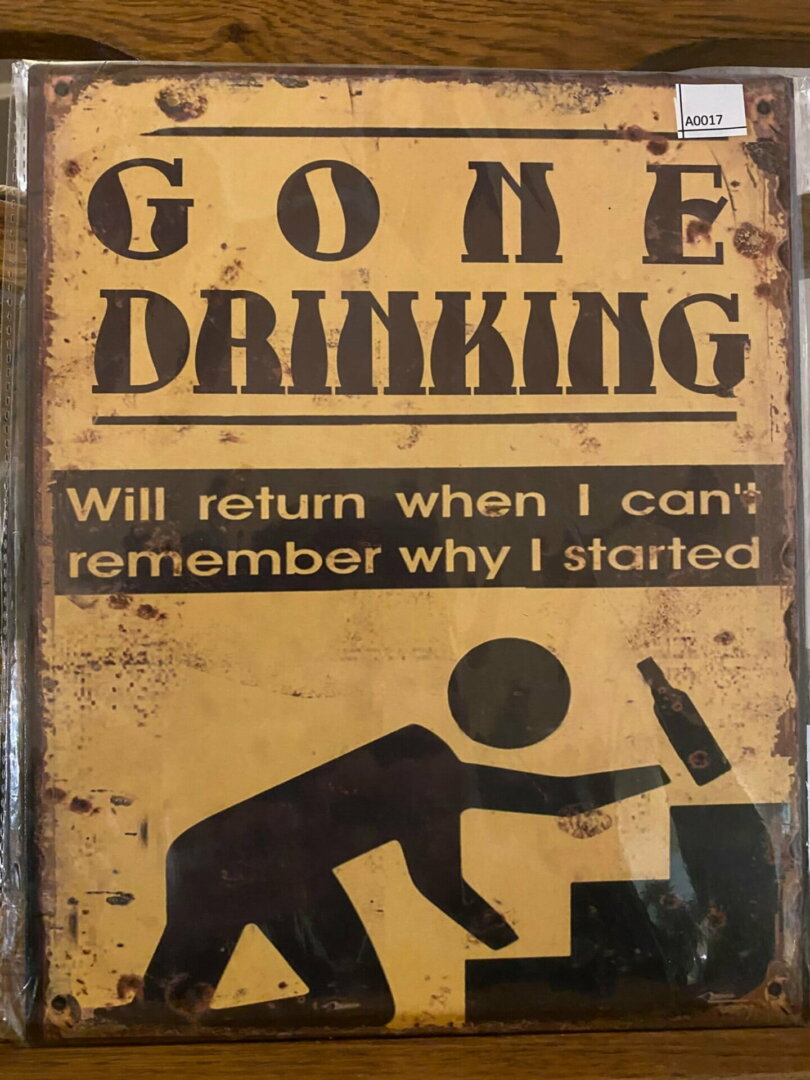 A0017
GONE
DRINKING
Will return when I can't
remember why I started